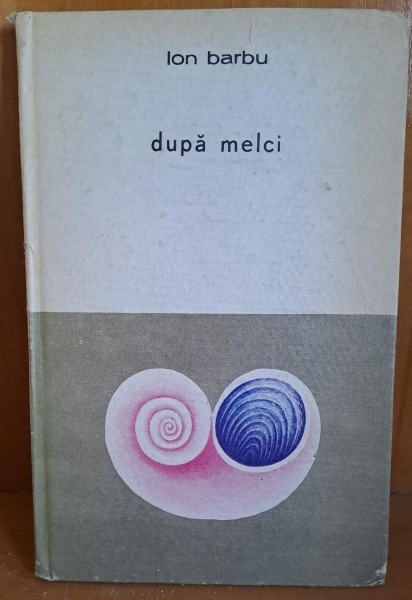 Ion barbu
după melci